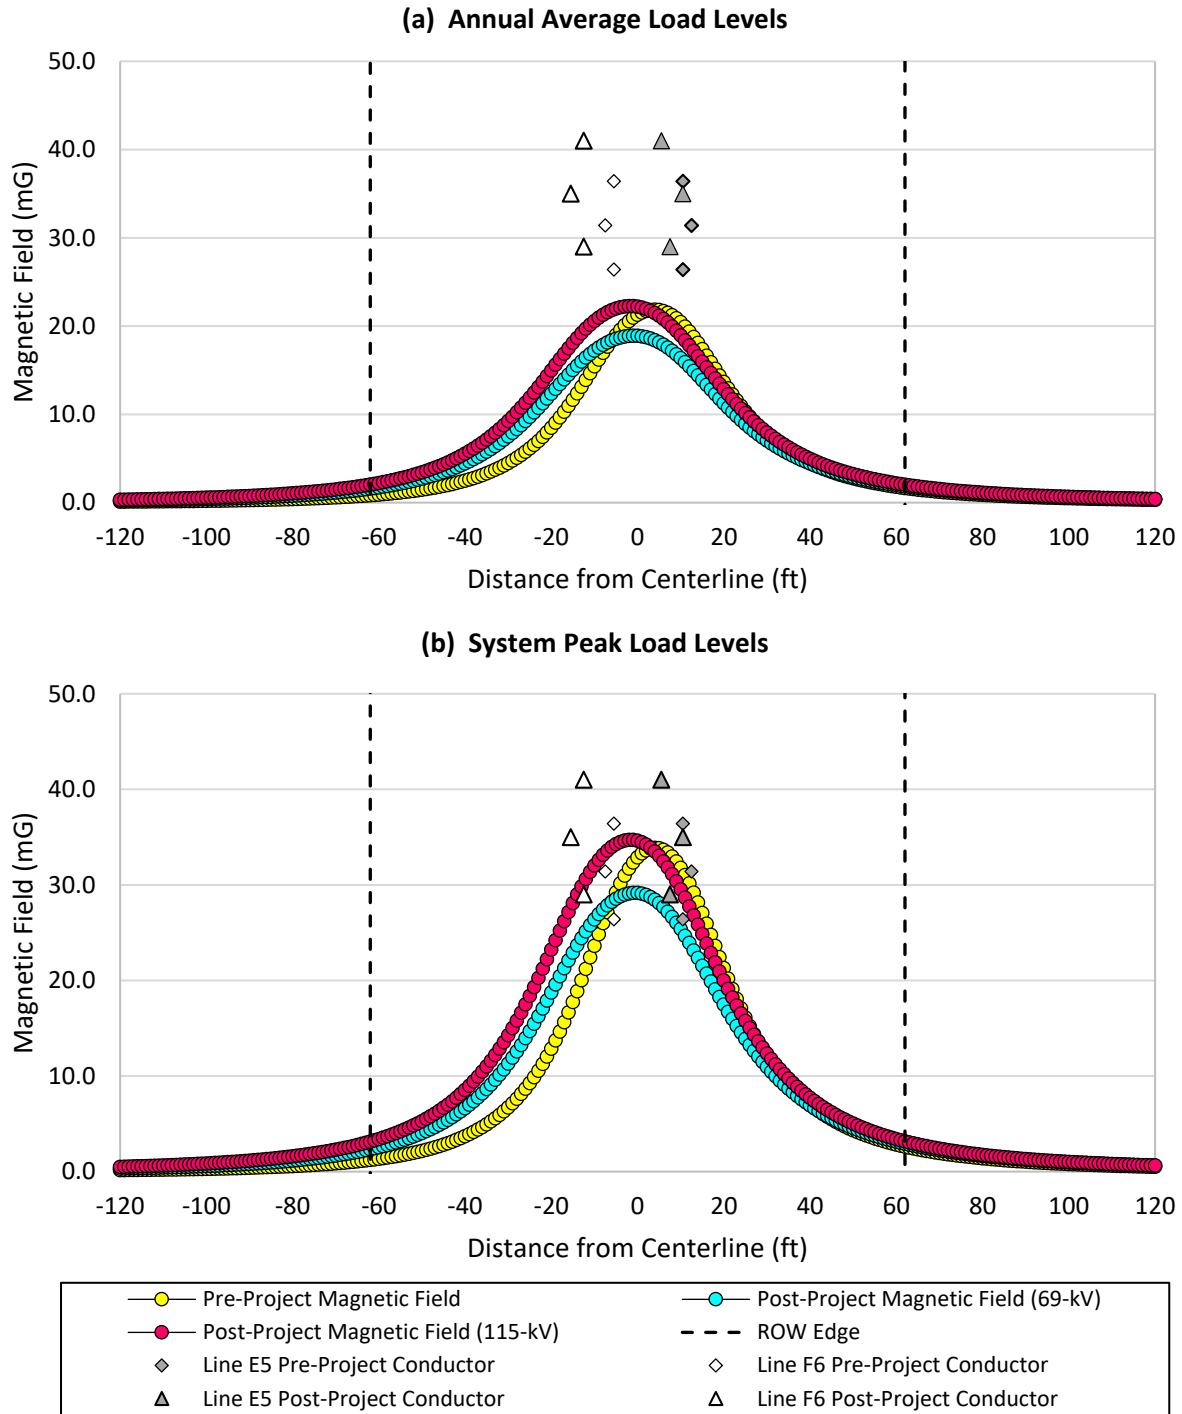 (a) Annual Average Load Levels
50.0
40.0
30.0
20.0
10.0
0.0
Magnetic Field (mG)
-120 -100 -80 -60 -40 -20 0 20 40 60 80 100 120
Distance from Centerline (ft)
(b) System Peak Load Levels
50.0
40.0
30.0
20.0
10.0
0.0
Magnetic Field (mG)
-120 -100 -80 -60 -40 -20 0 20 40 60 80 100 120
Distance from Centerline (ft)
Pre-Project Magnetic Field
Post-Project Magnetic Field (69-kV)
Post-Project Magnetic Field (115-kV)
ROW Edge
Line E5 Pre-Project Conductor
Line F6 Pre-Project Conductor
Line E5 Post-Project Conductor
Line F6 Post-Project Conductor